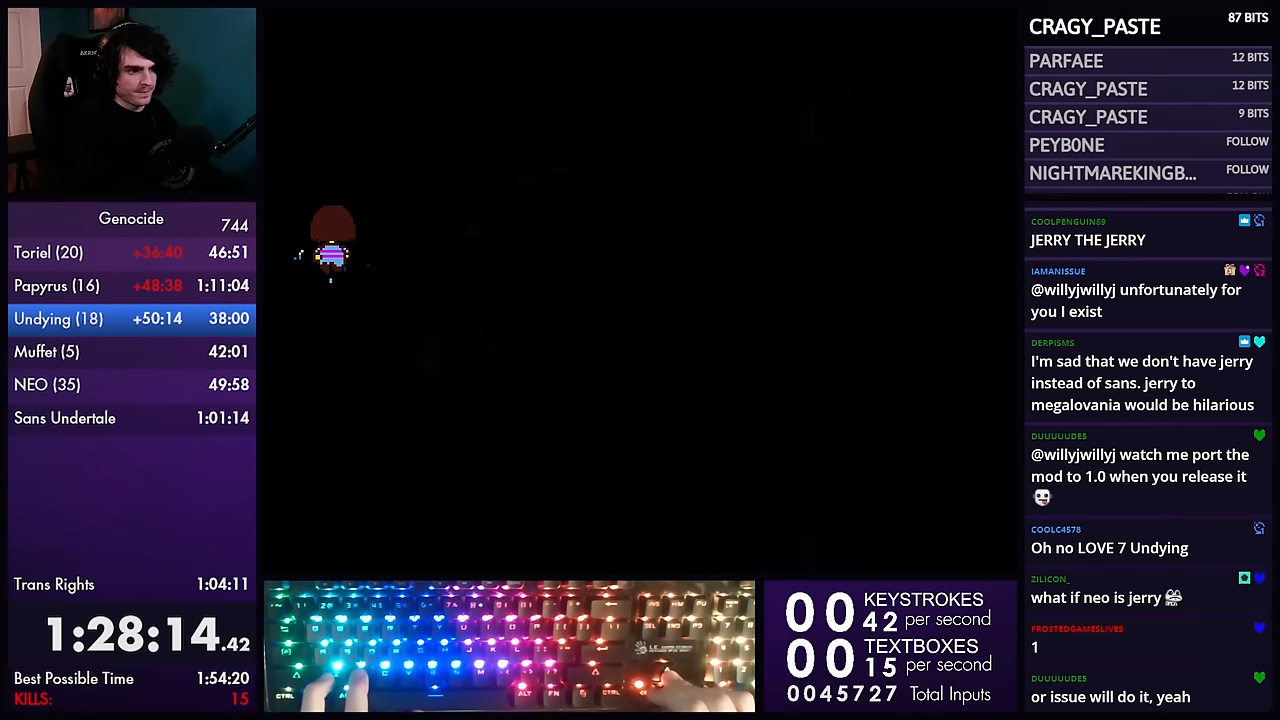 Genocide
744
Toriel (20) +36:40 46:51
Papyrus (16) +48:38 1:11:04
Undying (18) +50:14 38:00
Muffet (5) 42:01
NEO (35) 49:58
Sans Undertale 1:01:14
Trans Rights 1:04:11
1:28:14.42
Best Possible Time 1:54:20
KILLS: 15
00 42 KEYSTROKES per second
00 15 TEXTBOXES per second
0045727 Total Inputs
CRAGY_PASTE 87 BITS
PARFAEE 12 BITS
CRAGY_PASTE 12 BITS
CRAGY_PASTE 9 BITS
PEYB0NE FOLLOW
NIGHTMAREKINGB... FOLLOW
COOLPENGUIN89
JERRY THE JERRY
IAMANISSUE
@willyjwillyj unfortunately for
you I exist
DERPISMS
I'm sad that we don't have jerry
instead of sans. jerry to
megalovania would be hilarious
DUUUUUDE5
@willyjwillyj watch me port the
mod to 1.0 when you release it
COOLC4578
Oh no LOVE 7 Undying
ZILICON_
what if neo is jerry
FROSTEDGAMESLIVES
1
DUUUUUDE5
or issue will do it, yeah